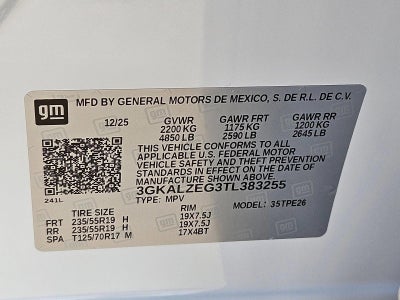 gm MFD BY GENERAL MOTORS DE MEXICO, S. DE R.L. DE C.V.
12/25 GVWR GAWR FRT GAWR RR
2200 KG 1175 KG 1200 KG
4850 LB 2590 LB 2645 LB
THIS VEHICLE CONFORMS TO ALL
APPLICABLE U.S. FEDERAL MOTOR
VEHICLE SAFETY STANDARDS IN
EFFECT ON THE DATE OF
MANUFACTURE SHOWN ABOVE.
3GKALZEG3TL383255
241L
TYPE: MPV MODEL: 35TPE26
TIRE SIZE RIM
FRT 235/55R19 H 19X7.5J
RR 235/55R19 H 19X7.5J
SPA T125/70R17 M 17X4BT